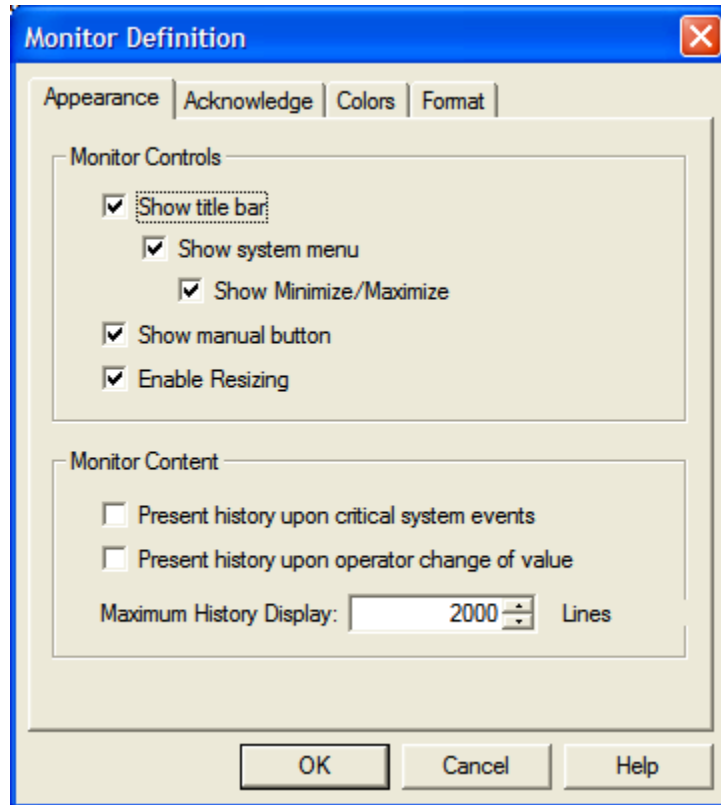 Monitor Definition
Appearance Acknowledge Colors Format
Monitor Controls
Show title bar
Show system menu
Show Minimize/Maximize
Show manual button
Enable Resizing
Monitor Content
Present history upon critical system events
Present history upon operator change of value
Maximum History Display: 2000 Lines
OK Cancel Help